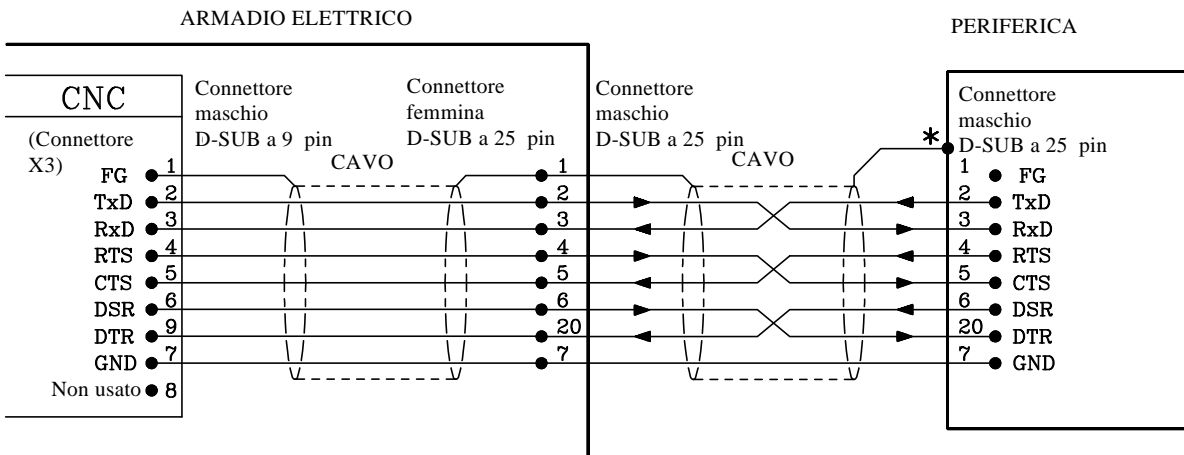 ARMADIO ELETTRICO
PERIFERICA
CNC
(Connettore
X3)
Connettore
maschio
D-SUB a 9 pin
Connettore
femmina
D-SUB a 25 pin
Connettore
maschio
D-SUB a 25 pin
Connettore
maschio
D-SUB a 25 pin
*
CAVO
CAVO
FG 1 1 1 FG
TxD 2 2 2 TxD
RxD 3 3 3 RxD
RTS 4 4 4 RTS
CTS 5 5 5 CTS
DSR 6 6 6 DSR
DTR 9 20 20 DTR
GND 7 7 7 GND
Non usato 8